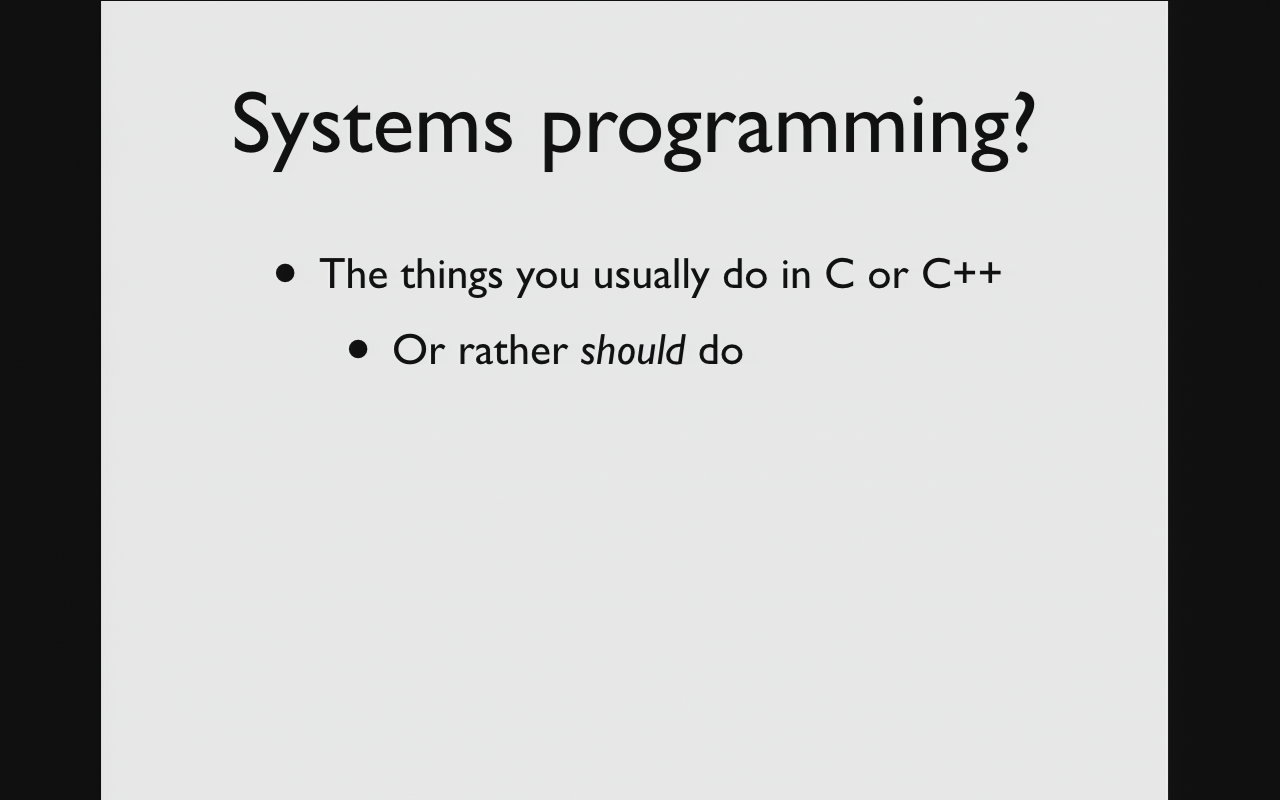 Systems programming?
• The things you usually do in C or C++
• Or rather should do